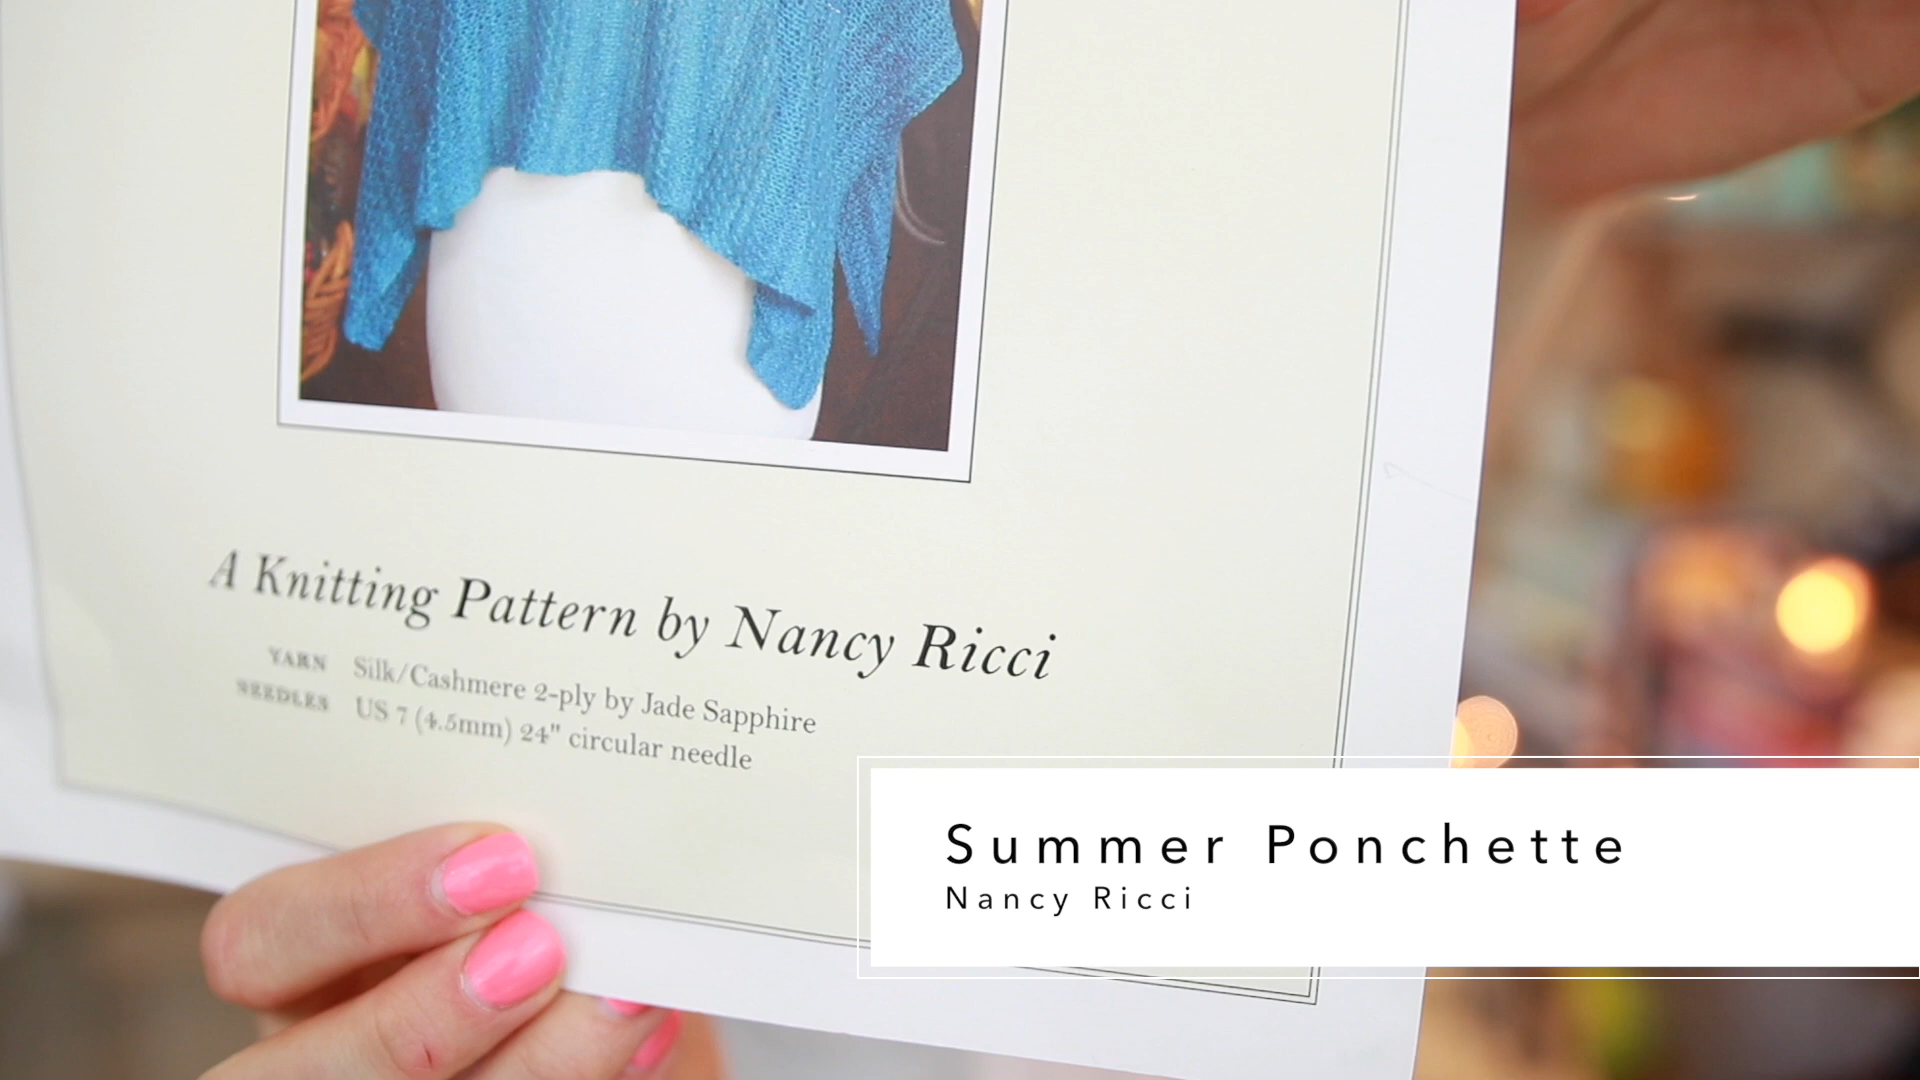 A Knitting Pattern by Nancy Ricci
YARN Silk/Cashmere 2-ply by Jade Sapphire
NEEDLES US 7 (4.5mm) 24" circular needle
Summer Ponchette
Nancy Ricci